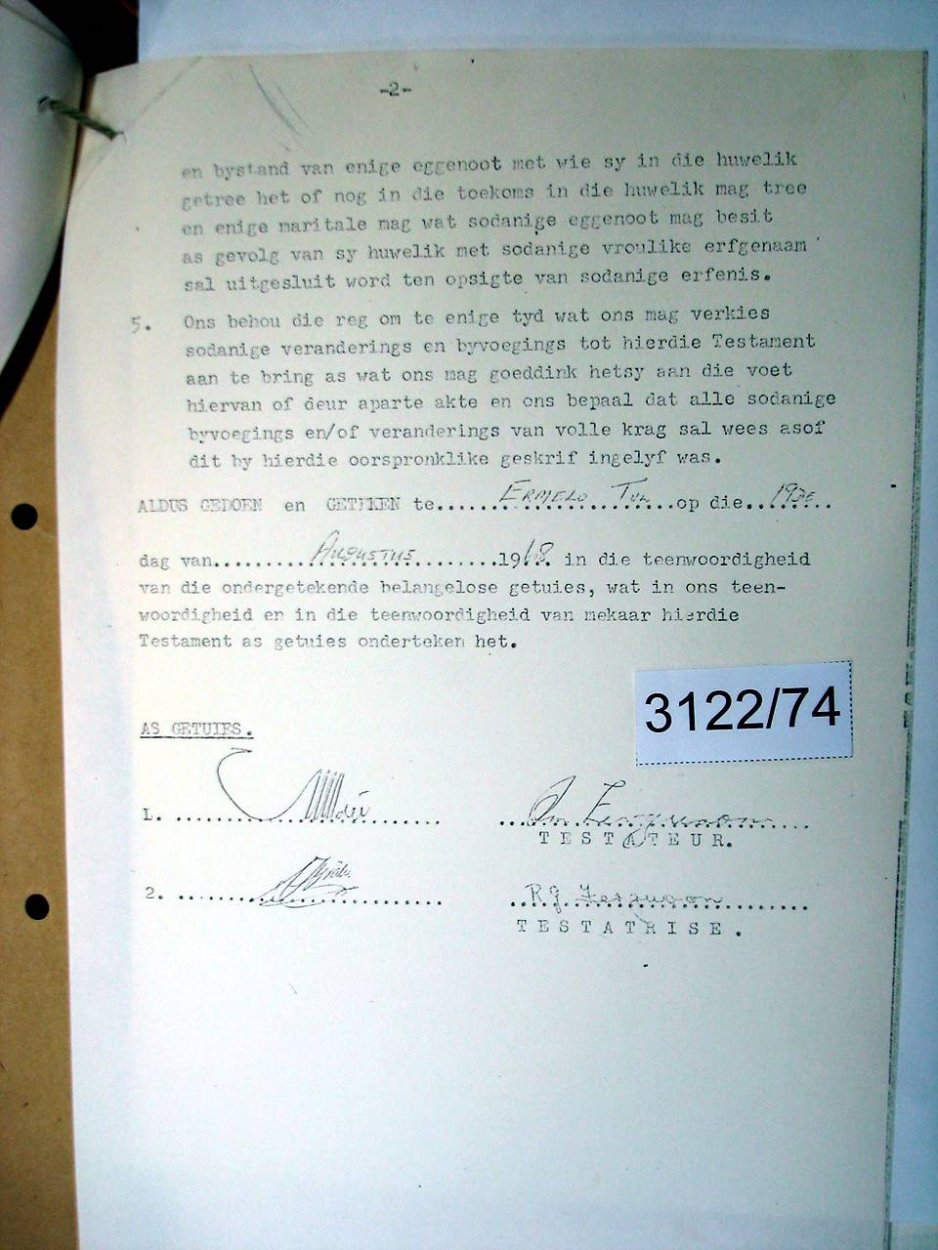 -2-
en bystand van enige eggenoot met wie sy in die huwelik
getree het of nog in die toekoms in die huwelik mag tree
en enige maritale mag wat sodanige eggenoot mag besit
as gevolg van sy huwelik met sodanige vroulike erfgenaam
sal uitgesluit word ten opsigte van sodanige erfenis.
5. Ons behou die reg om te enige tyd wat ons mag verkies
sodanige veranderings en byvoegings tot hierdie Testament
aan te bring as wat ons mag goeddink hetsy aan die voet
hiervan of deur aparte akte en ons bepaal dat alle sodanige
byvoegings en/of veranderings van volle krag sal wees asof
dit by hierdie oorspronklike geskrif ingelyf was.
ALDUS GEDOEN en GETEKEN te.......ERMELO TVL.......op die..19de.....
dag van.........AUGUSTUS.........1968. in die teenwoordigheid
van die ondergetekende belangelose getuies, wat in ons teen-
woordigheid en in die teenwoordigheid van mekaar hierdie
Testament as getuies onderteken het.
3122/74
AS GETUIES.
1. ........................
TESTATEUR.
2. ........................ R.J. Ferguson
TESTATRISE.